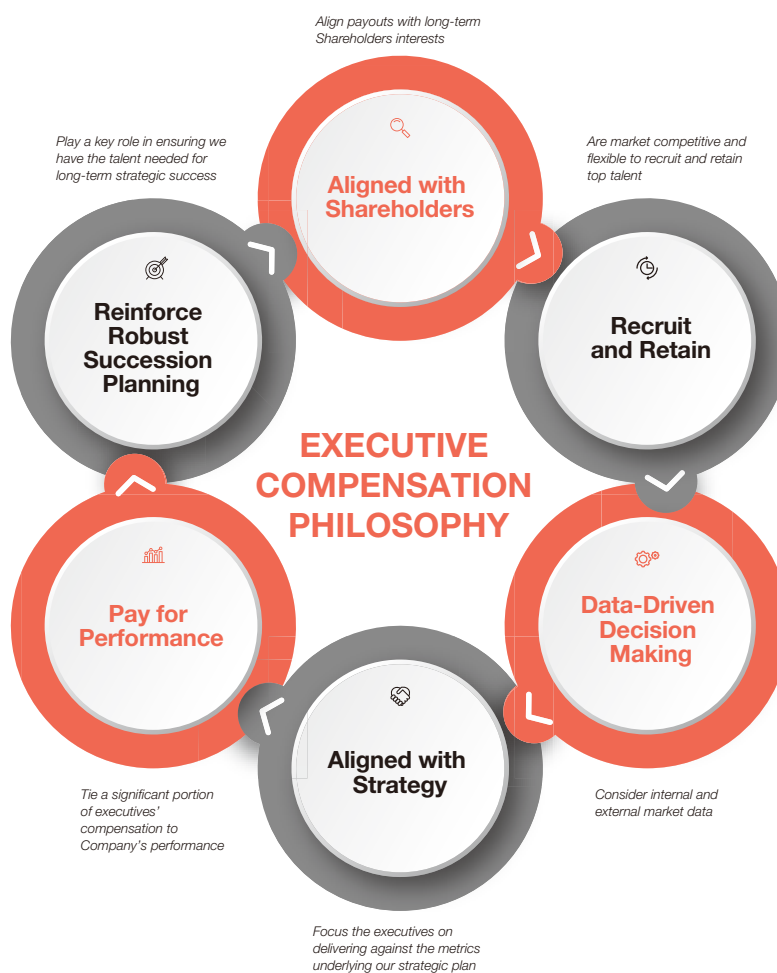 Align payouts with long-term
Shareholders interests
Aligned with
Shareholders
Are market competitive and
flexible to recruit and retain
top talent
Recruit
and Retain
Data-Driven
Decision
Making
Consider internal and
external market data
Aligned with
Strategy
Focus the executives on
delivering against the metrics
underlying our strategic plan
Pay for
Performance
Tie a significant portion
of executives’
compensation to
Company’s performance
Play a key role in ensuring we
have the talent needed for
long-term strategic success
Reinforce
Robust
Succession
Planning
EXECUTIVE
COMPENSATION
PHILOSOPHY